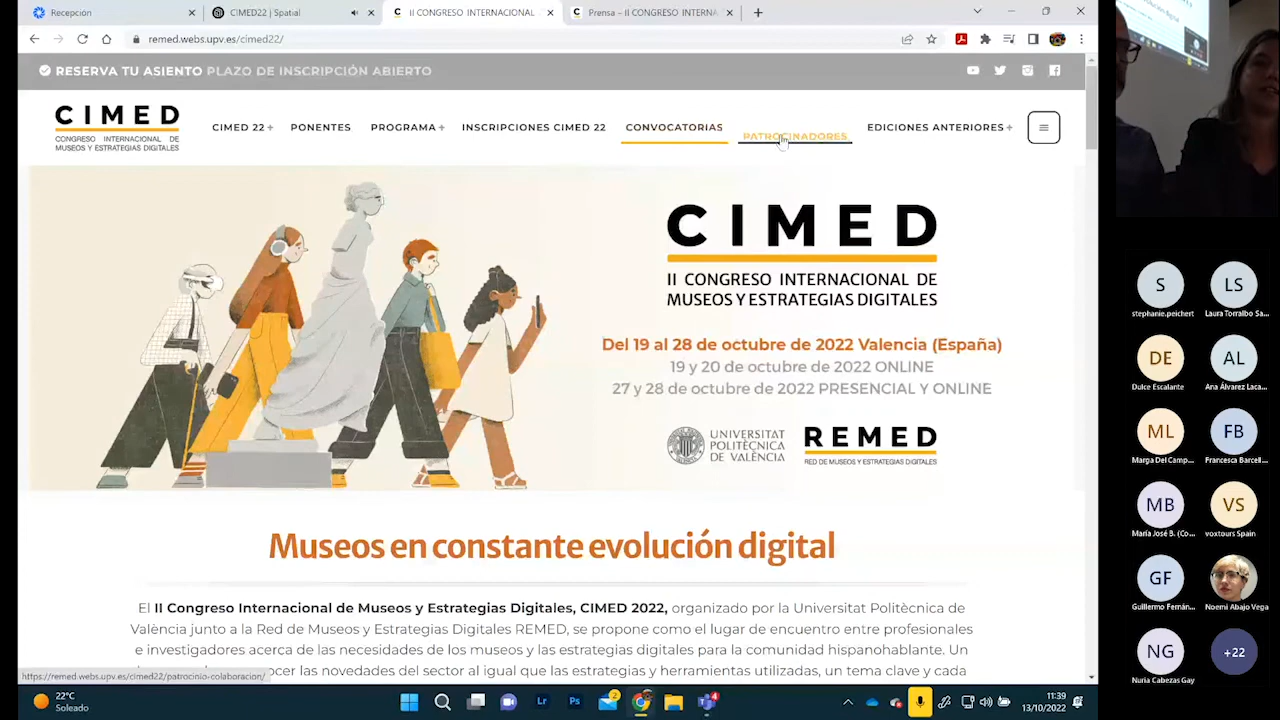 Recepción
CIMED22 | Spatial
II CONGRESO INTERNACIONAL
Prensa – II CONGRESO INTERNA
remed.webs.upv.es/cimed22/
RESERVA TU ASIENTO PLAZO DE INSCRIPCIÓN ABIERTO
CIMED
CONGRESO INTERNACIONAL DE
MUSEOS Y ESTRATEGIAS DIGITALES
CIMED 22+
PONENTES
PROGRAMA+
INSCRIPCIONES CIMED 22
CONVOCATORIAS
PATROCINADORES
EDICIONES ANTERIORES+
CIMED
II CONGRESO INTERNACIONAL DE
MUSEOS Y ESTRATEGIAS DIGITALES
Del 19 al 28 de octubre de 2022 Valencia (España)
19 y 20 de octubre de 2022 ONLINE
27 y 28 de octubre de 2022 PRESENCIAL Y ONLINE
UNIVERSITAT
POLITÈCNICA
DE VALÈNCIA
REMED
RED DE MUSEOS Y ESTRATEGIAS DIGITALES
Museos en constante evolución digital
El II Congreso Internacional de Museos y Estrategias Digitales, CIMED 2022, organizado por la Universitat Politècnica de
València junto a la Red de Museos y Estrategias Digitales REMED, se propone como el lugar de encuentro entre profesionales
e investigadores acerca de las necesidades de los museos y las estrategias digitales para la comunidad hispanohablante. Un
ocer las novedades del sector al igual que las estrategias y herramientas utilizadas, un tema clave y cada
https://remed.webs.upv.es/cimed22/patrocinio-colaboracion/
22°C
Soleado
Lr
Ps
2
4
11:39
13/10/2022
S
stephanie.peichert
LS
Laura Torralbo Sa...
DE
Dulce Escalante
AL
Ana Álvarez Laca...
ML
Marga Del Camp...
FB
Francesca Barcell...
MB
María José B. (Co...
VS
voxtours Spain
GF
Guillermo Fernán...
Noemi Abajo Vega
NG
Nuria Cabezas Gay
+22